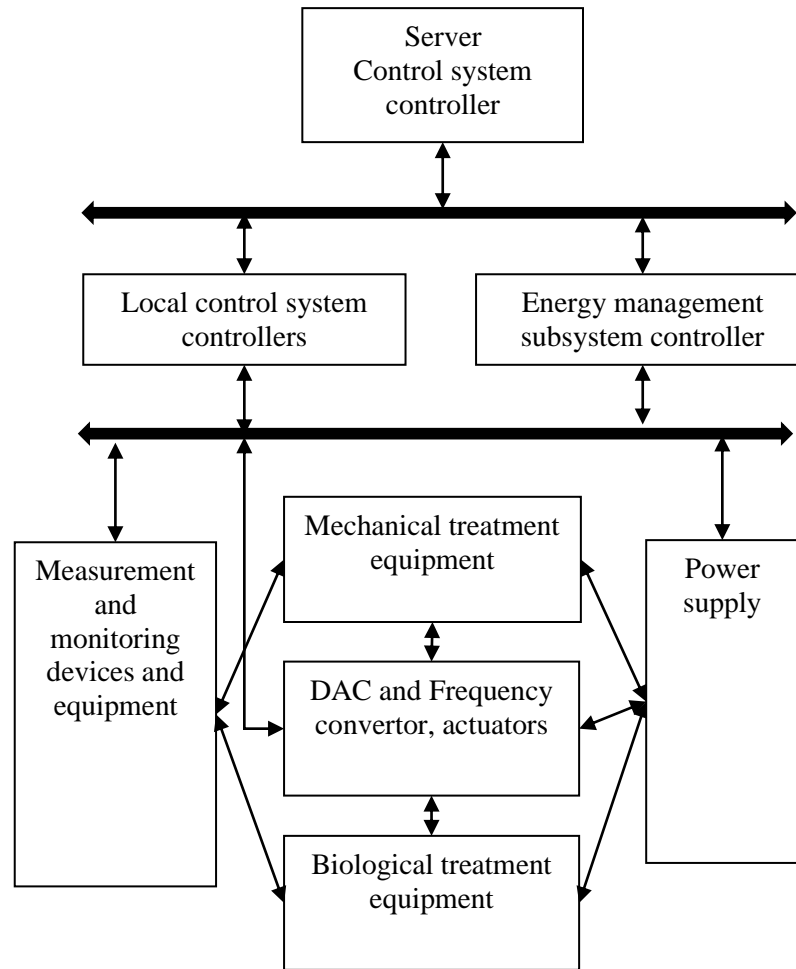 Server
Control system
controller
Local control system
controllers
Energy management
subsystem controller
Mechanical treatment
equipment
Measurement
and
monitoring
devices and
equipment
Power
supply
DAC and Frequency
convertor, actuators
Biological treatment
equipment